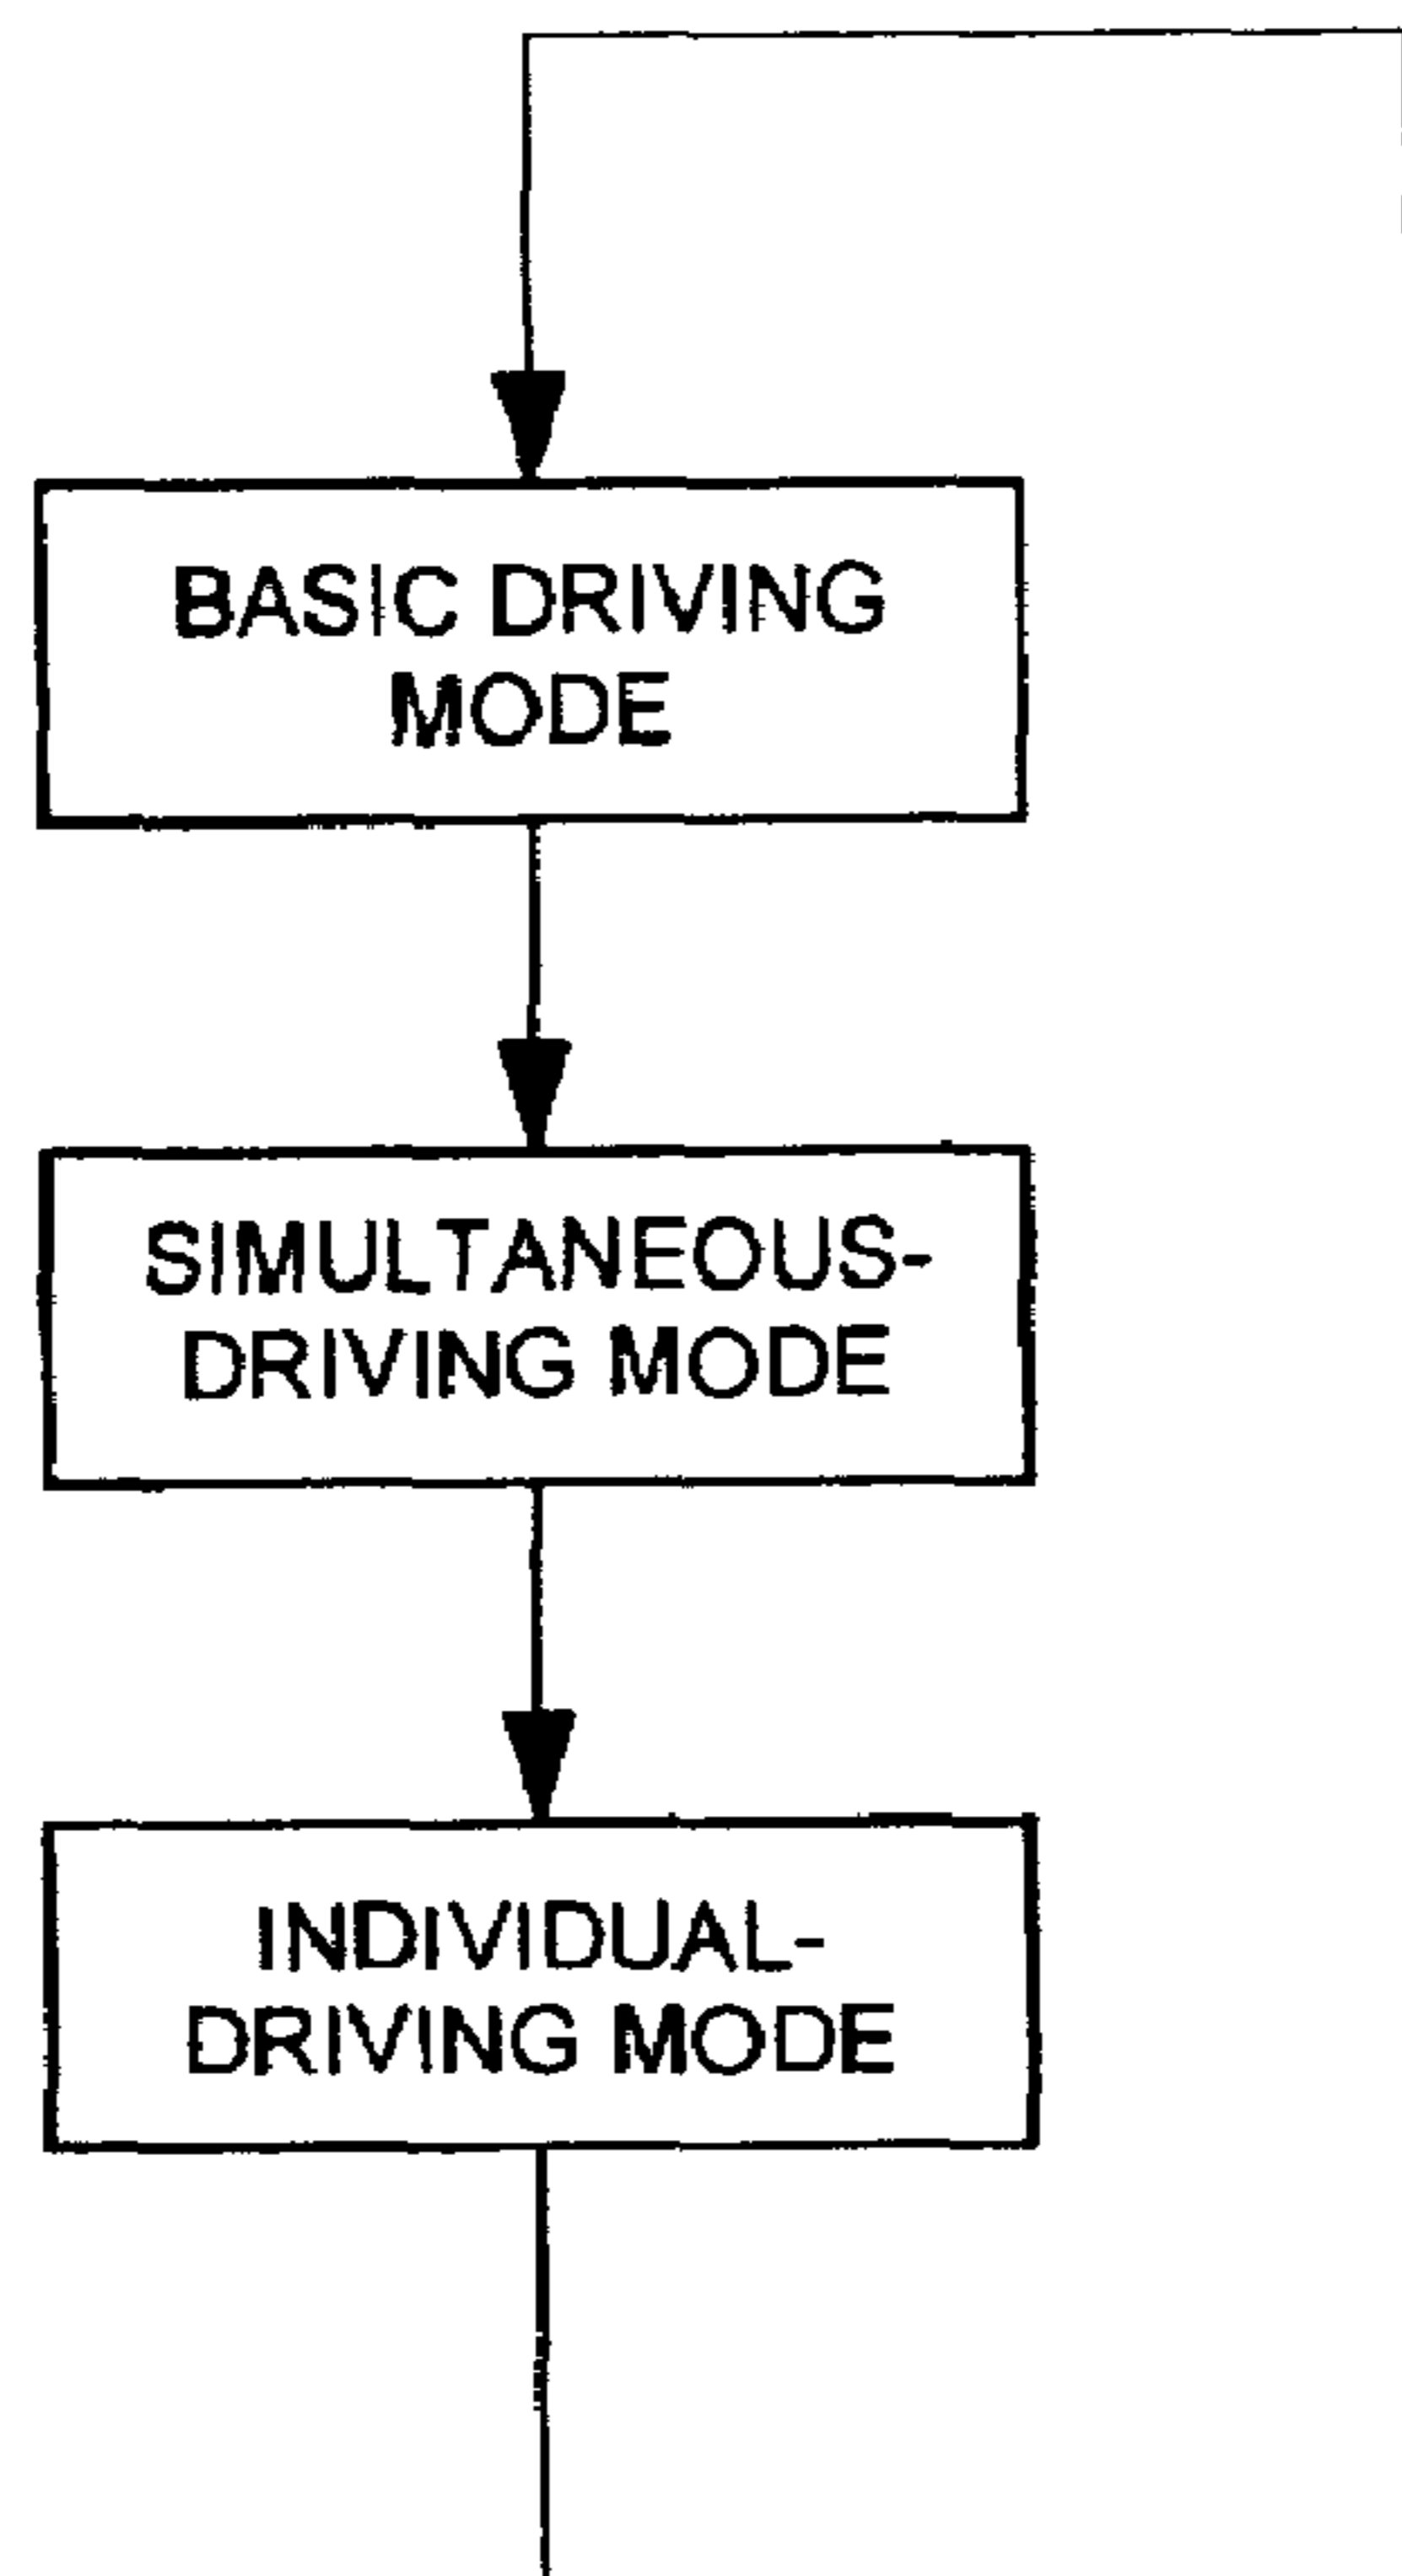 BASIC DRIVING
MODE
SIMULTANEOUS-
DRIVING MODE
INDIVIDUAL-
DRIVING MODE